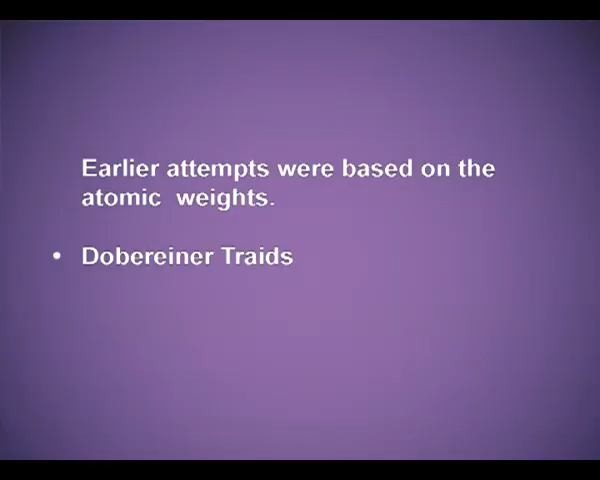 Earlier attempts were based on the
atomic weights.
• Dobereiner Traids